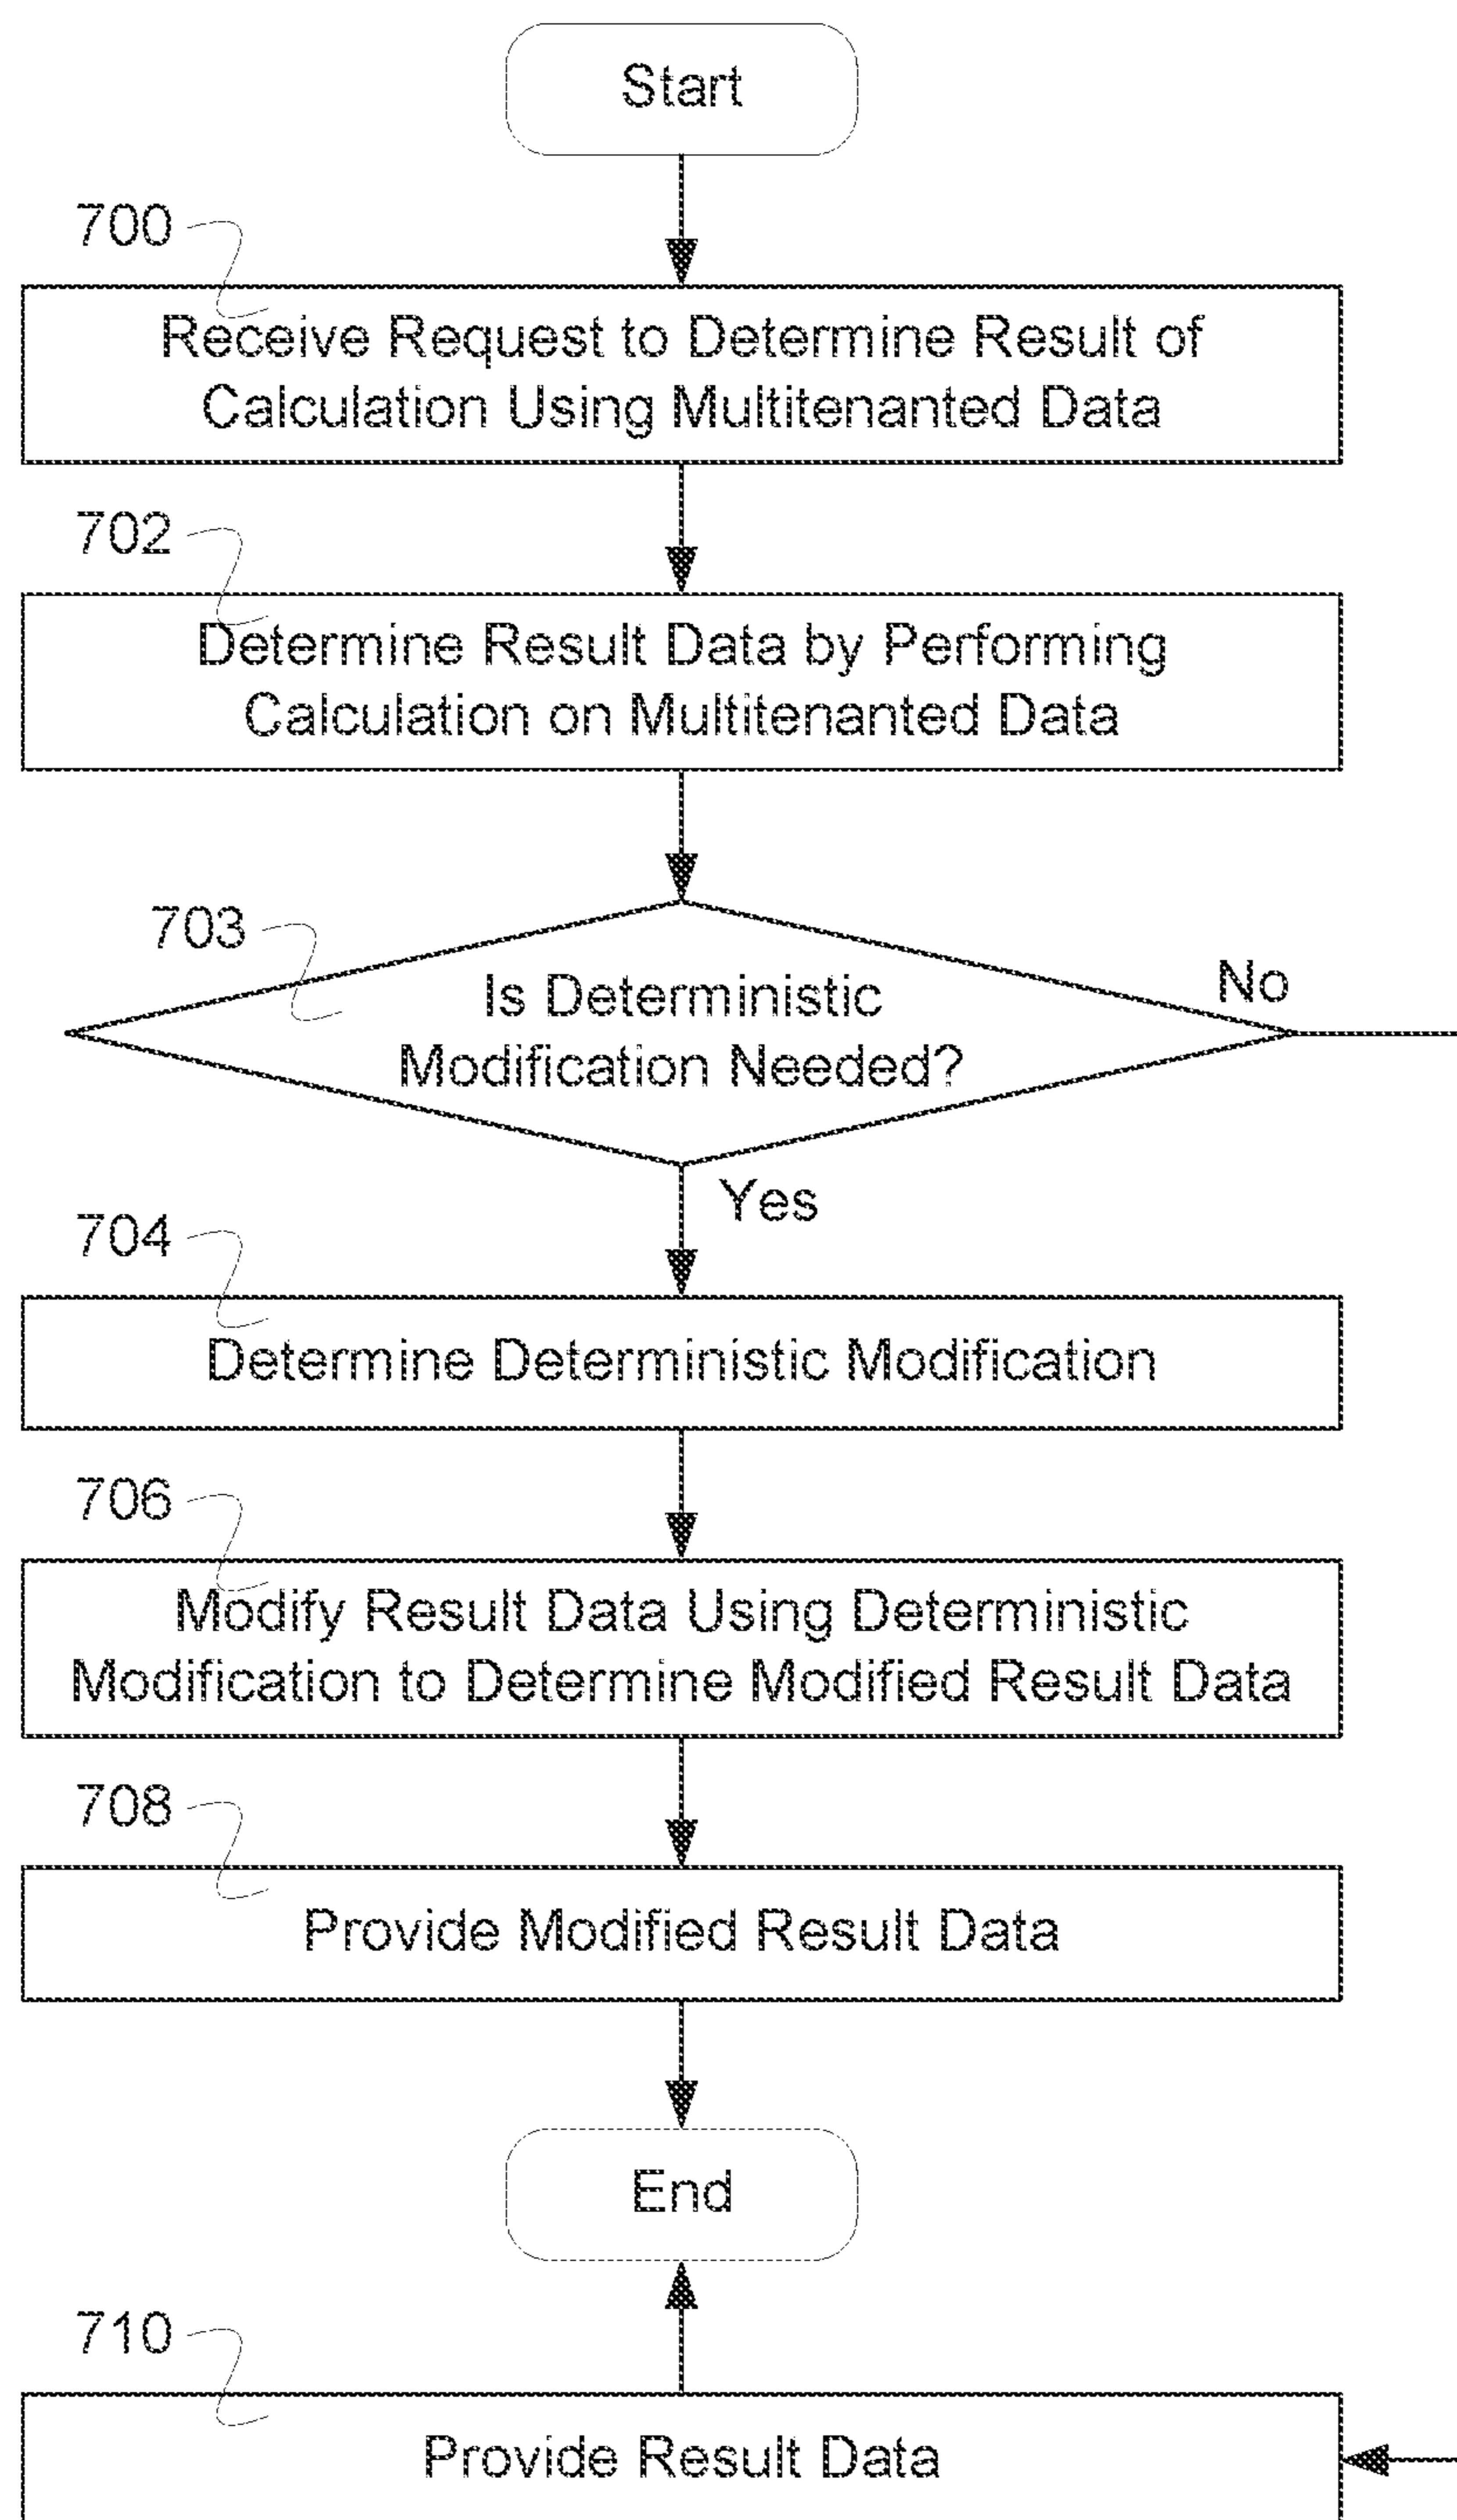 Start
700
Receive Request to Determine Result of
Calculation Using Multitenanted Data
702
Determine Result Data by Performing
Calculation on Multitenanted Data
703
Is Deterministic
Modification Needed?
No
Yes
704
Determine Deterministic Modification
706
Modify Result Data Using Deterministic
Modification to Determine Modified Result Data
708
Provide Modified Result Data
End
710
Provide Result Data